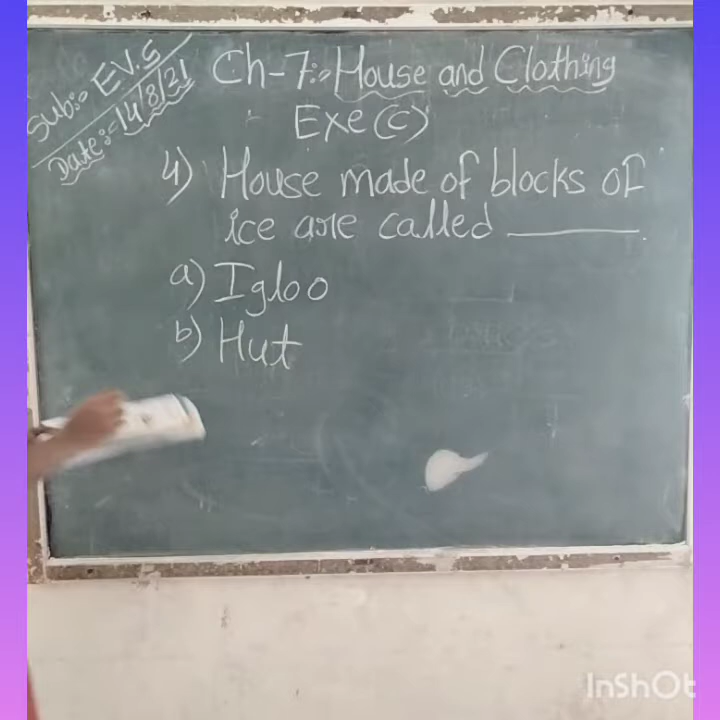 Sub:- EV.S
Date:- 14/8/21
Ch-7:- House and Clothing
Exe (C)
4) House made of blocks of
ice are called ______.
a) Igloo
b) Hut
InShOt